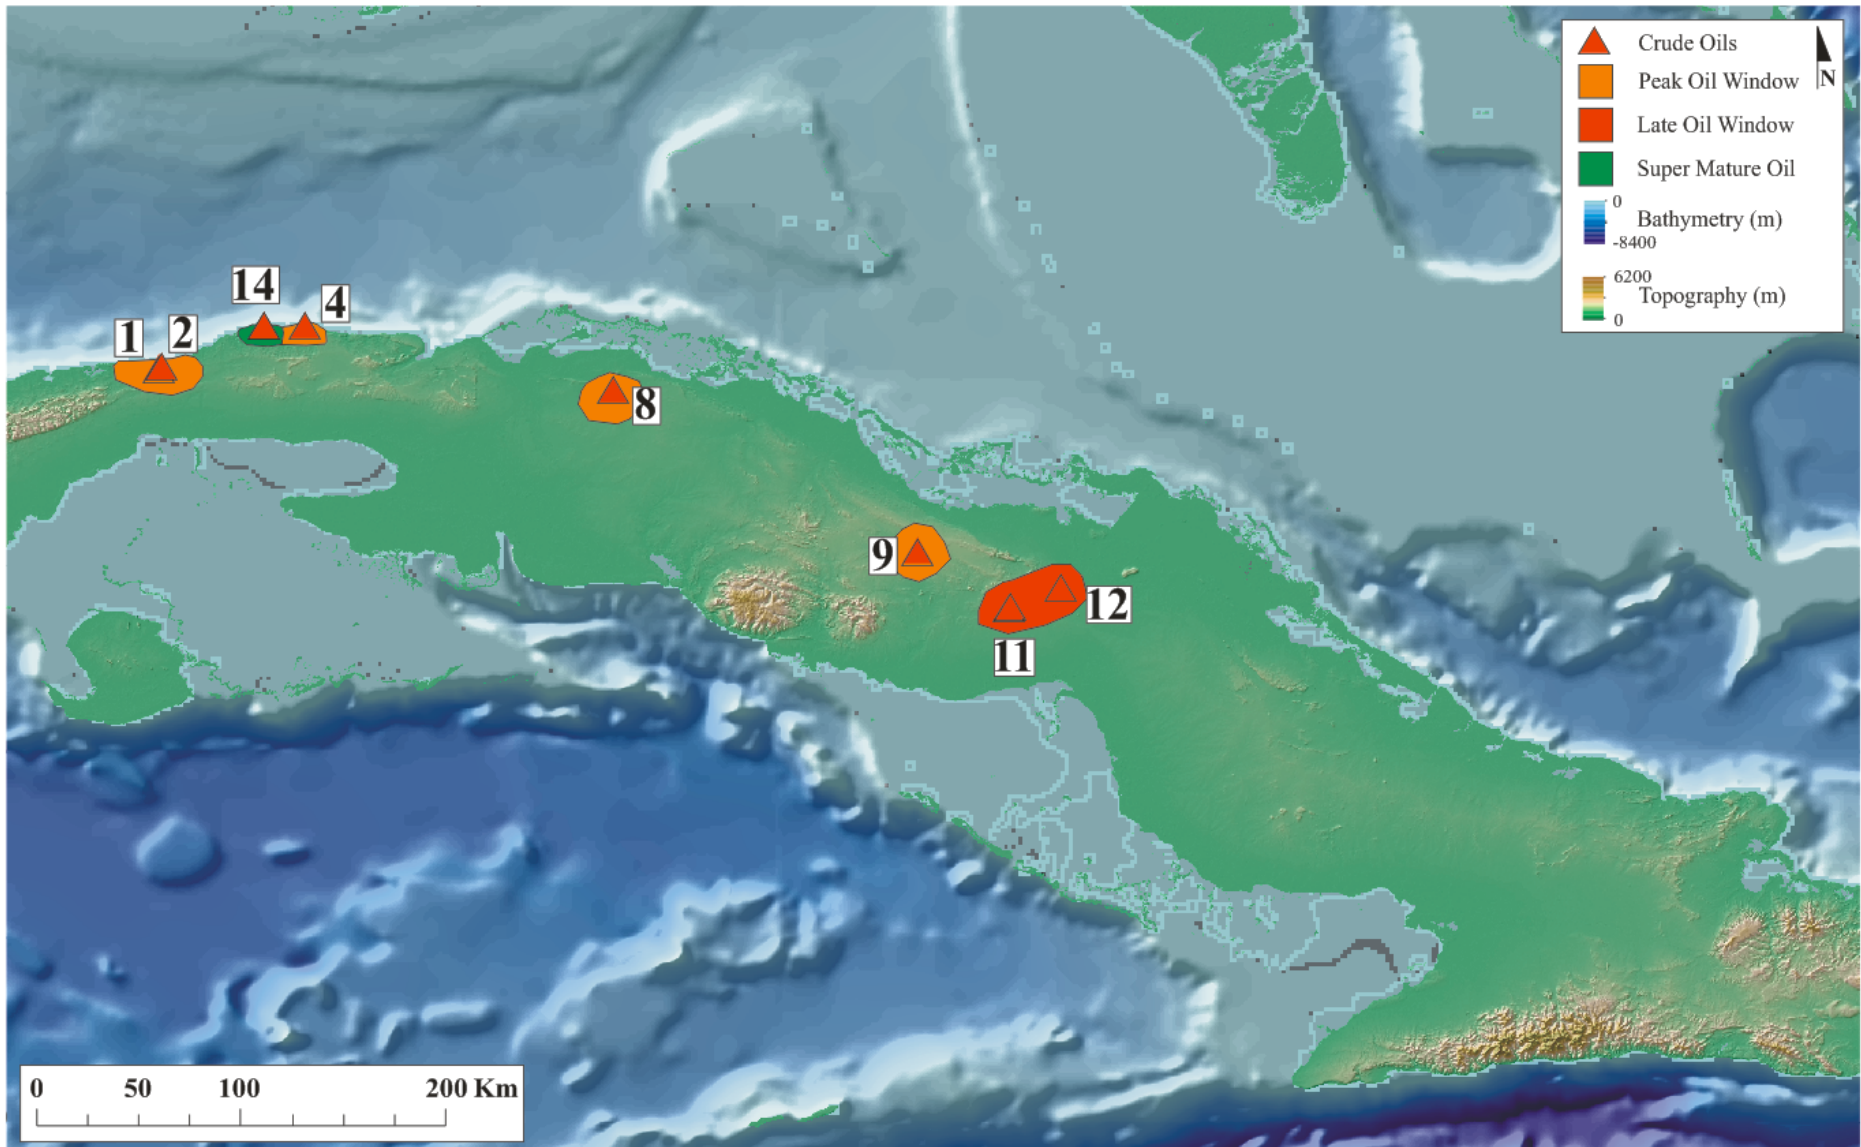 Crude Oils
Peak Oil Window
N
Late Oil Window
Super Mature Oil
0
Bathymetry (m)
-8400
6200
Topography (m)
0
14
4
1
2
8
9
12
11
0 50 100 200 Km